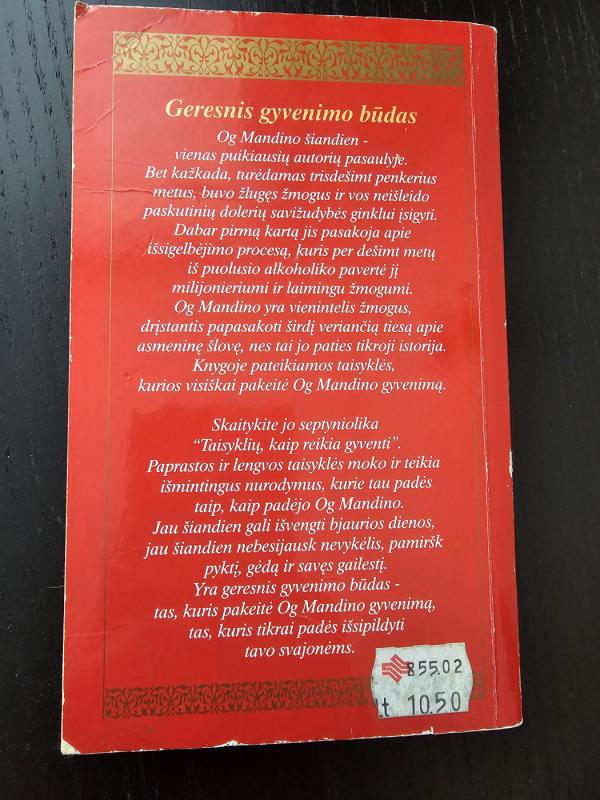 Geresnis gyvenimo būdas
Og Mandino šiandien -
vienas puikiausių autorių pasaulyje.
Bet kažkada, turėdamas trisdešimt penkerius
metus, buvo žlugęs žmogus ir vos neišleido
paskutinių dolerių savižudybės ginklui įsigyti.
Dabar pirmą kartą jis pasakoja apie
išsigelbėjimo procesą, kuris per dešimt metų
iš puolusio alkoholiko pavertė jį
milijonieriumi ir laimingu žmogumi.
Og Mandino yra vienintelis žmogus,
drįstantis papasakoti širdį veriančią tiesą apie
asmeninę šlovę, nes tai jo paties tikroji istorija.
Knygoje pateikiamos taisyklės,
kurios visiškai pakeitė Og Mandino gyvenimą.
Skaitykite jo septyniolika
“Taisyklių, kaip reikia gyventi”.
Paprastos ir lengvos taisyklės moko ir teikia
išmintingus nurodymus, kurie tau padės
taip, kaip padėjo Og Mandino.
Jau šiandien gali išvengti bjaurios dienos,
jau šiandien nebesijausk nevykėlis, pamiršk
pyktį, gėdą ir savęs gailestį.
Yra geresnis gyvenimo būdas -
tas, kuris pakeitė Og Mandino gyvenimą,
tas, kuris tikrai padės išsipildyti
tavo svajonėms.
855.02
Lt 10.50